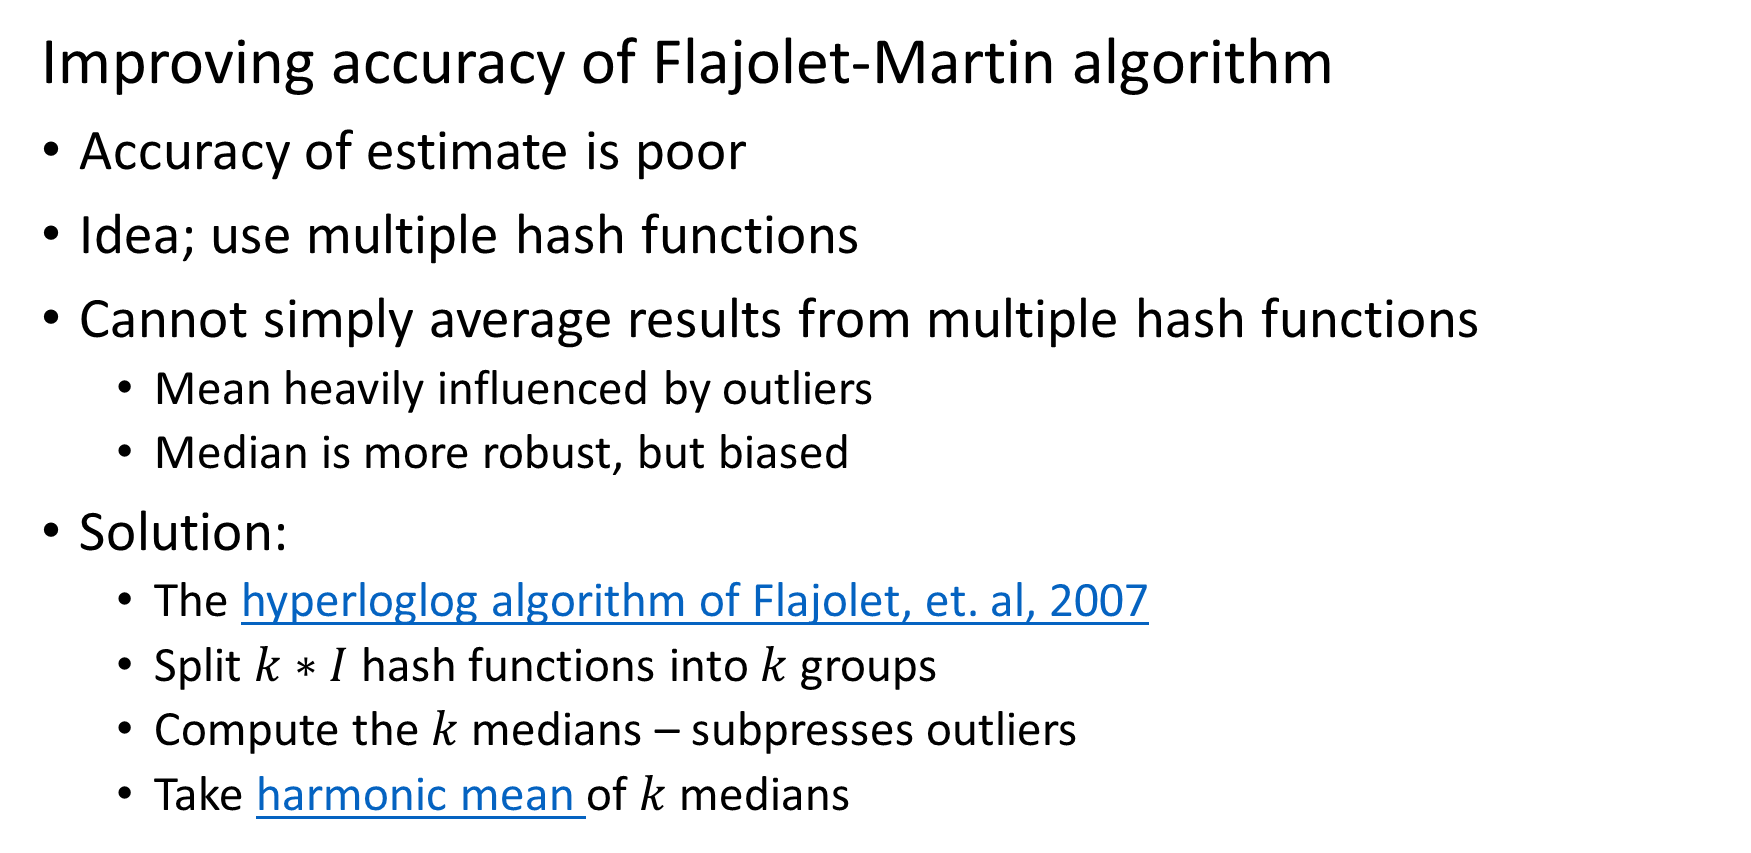 Improving accuracy of Flajolet-Martin algorithm
• Accuracy of estimate is poor
• Idea; use multiple hash functions
• Cannot simply average results from multiple hash functions
• Mean heavily influenced by outliers
• Median is more robust, but biased
• Solution:
• The hyperloglog algorithm of Flajolet, et. al, 2007
• Split k ∗ I hash functions into k groups
• Compute the k medians – subpresses outliers
• Take harmonic mean of k medians